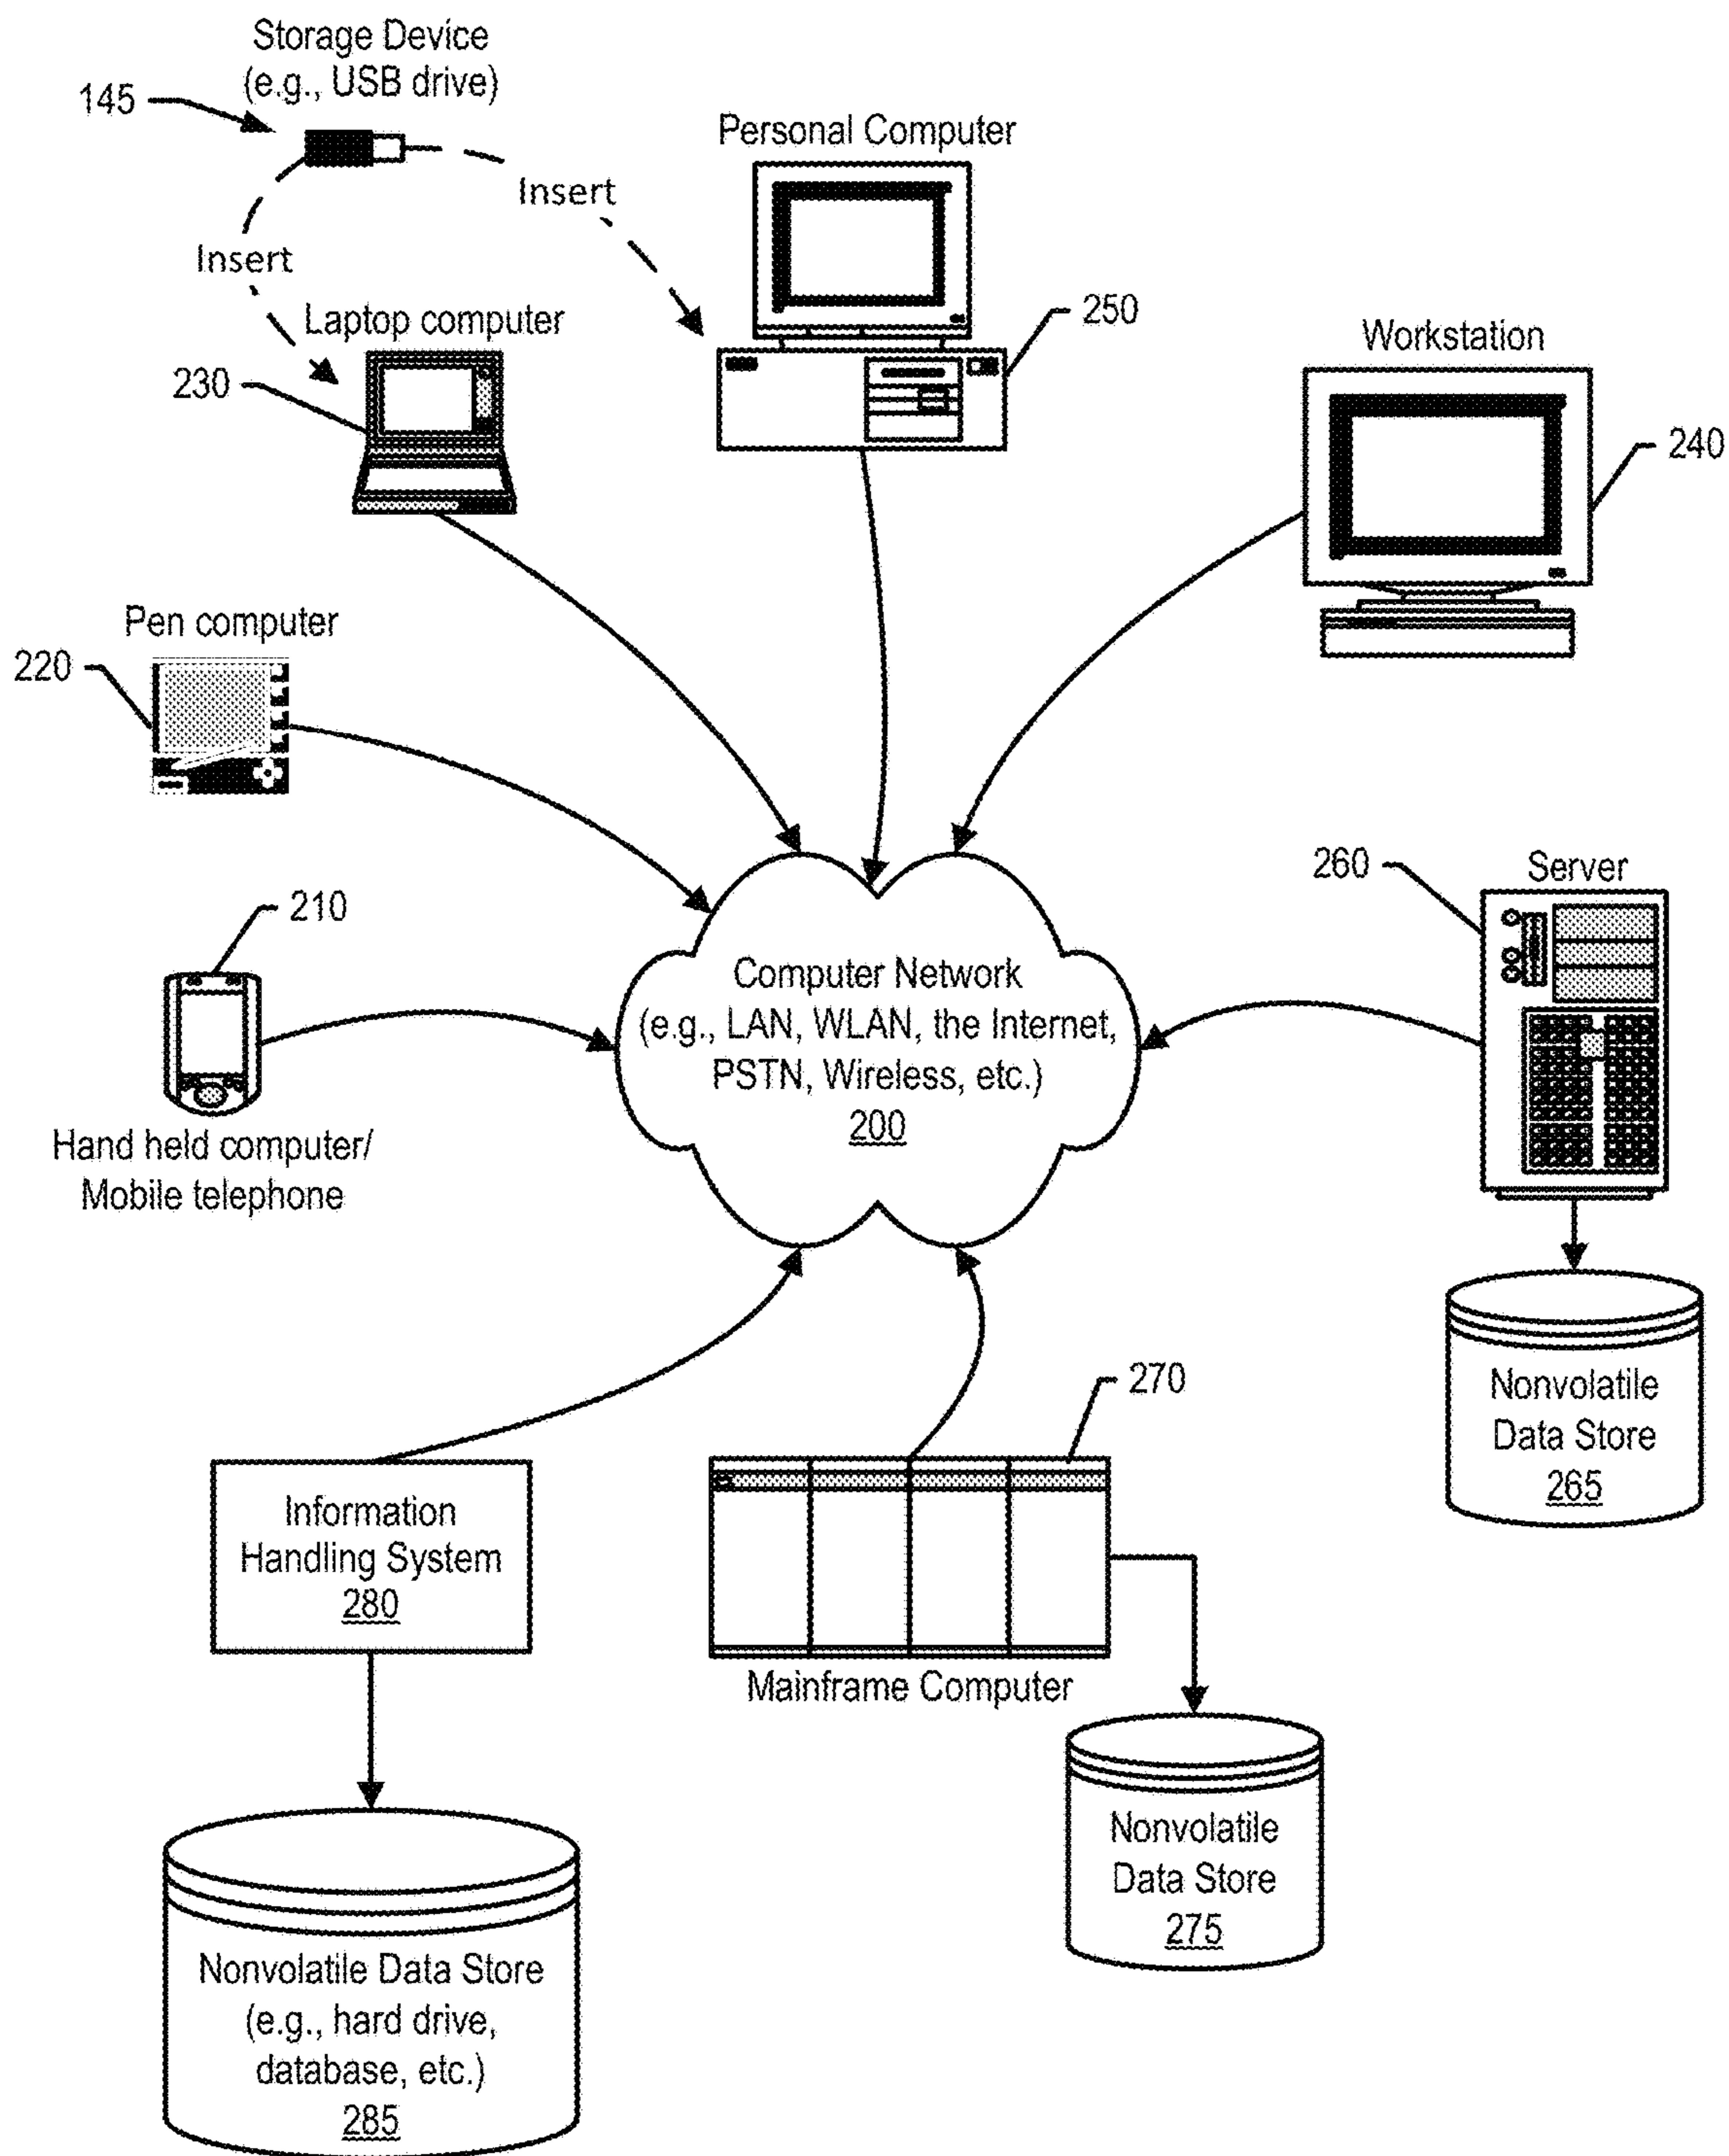 Storage Device
(e.g., USB drive)
145
Personal Computer
Insert
Insert
Laptop computer
250
Workstation
230
240
Pen computer
220
260
Server
210
Computer Network
(e.g., LAN, WLAN, the Internet,
PSTN, Wireless, etc.)
200
Hand held computer/
Mobile telephone
270
Nonvolatile
Data Store
265
Information
Handling System
280
Mainframe Computer
Nonvolatile
Data Store
275
Nonvolatile Data Store
(e.g., hard drive,
database, etc.)
285